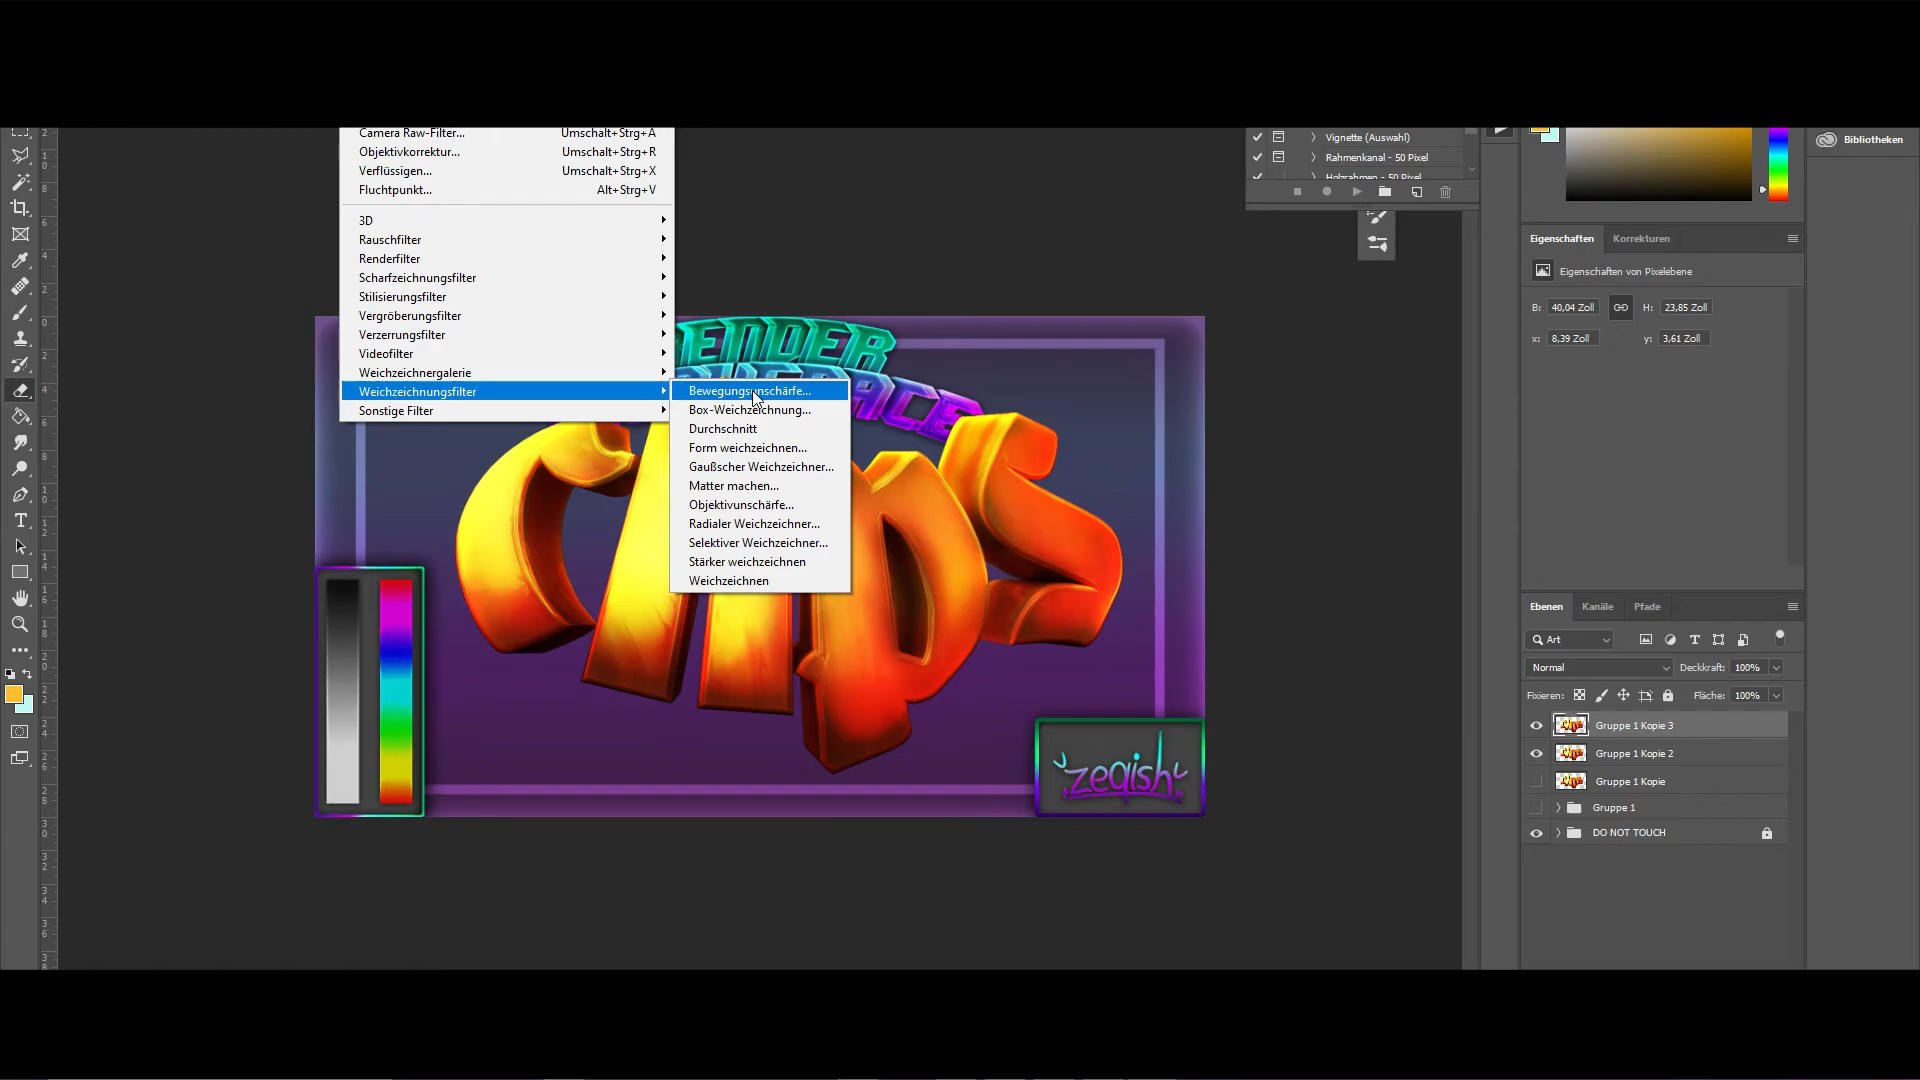 Camera Raw-Filter... Umschalt+Strg+A
Objektivkorrektur... Umschalt+Strg+R
Verflüssigen... Umschalt+Strg+X
Fluchtpunkt... Alt+Strg+V
3D
Rauschfilter
Renderfilter
Scharfzeichnungsfilter
Stilisierungsfilter
Vergröberungsfilter
Verzerrungsfilter
Videofilter
Weichzeichnergalerie
Weichzeichnungsfilter
Sonstige Filter
Bewegungsunschärfe...
Box-Weichzeichnung...
Durchschnitt
Form weichzeichnen...
Gaußscher Weichzeichner...
Matter machen...
Objektivunschärfe...
Radialer Weichzeichner...
Selektiver Weichzeichner...
Stärker weichzeichnen
Weichzeichnen
zeqish
Vignette (Auswahl)
Rahmenkanal - 50 Pixel
Holzrahmen - 50 Pixel
Bibliotheken
Eigenschaften Korrekturen
Eigenschaften von Pixelebene
B: 40,04 Zoll H: 23,85 Zoll
x: 8,39 Zoll y: 3,61 Zoll
Ebenen Kanäle Pfade
Art
Normal Deckkraft: 100%
Fixieren: Fläche: 100%
Gruppe 1 Kopie 3
Gruppe 1 Kopie 2
Gruppe 1 Kopie
Gruppe 1
DO NOT TOUCH